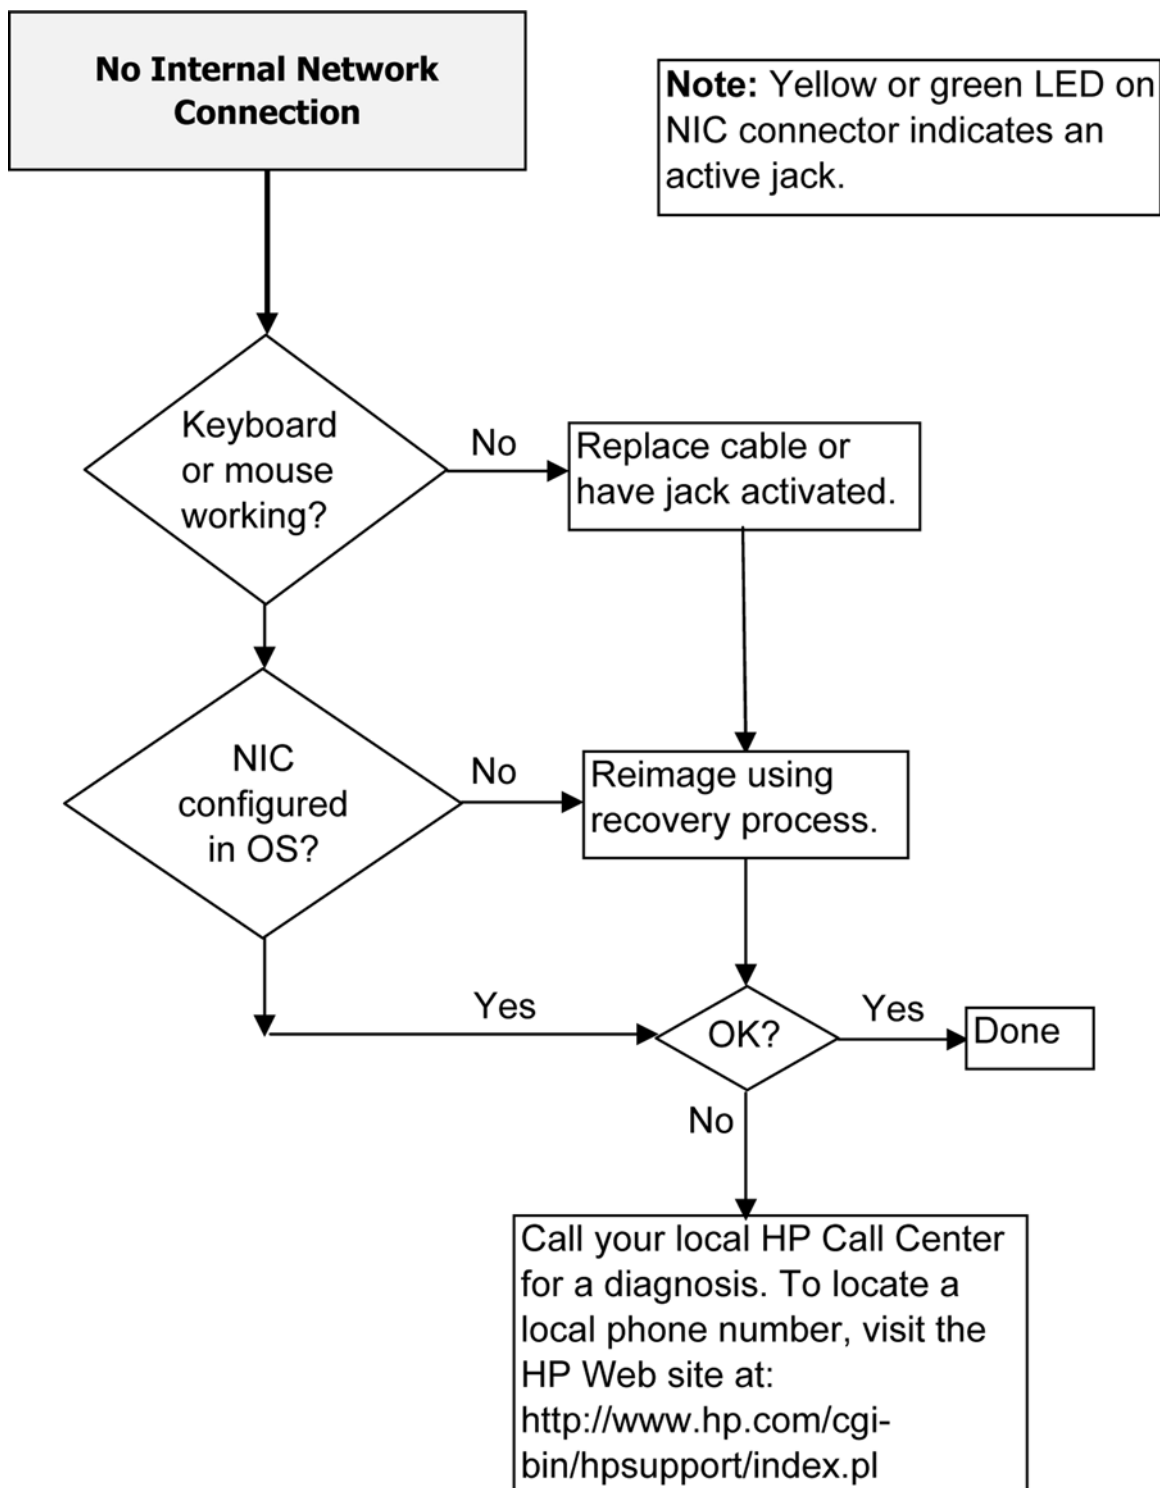 No Internal Network
Connection
Note: Yellow or green LED on
NIC connector indicates an
active jack.
Keyboard
or mouse
working?
No
Replace cable or
have jack activated.
NIC
configured
in OS?
No
Reimage using
recovery process.
Yes
OK?
Yes
Done
No
Call your local HP Call Center
for a diagnosis. To locate a
local phone number, visit the
HP Web site at:
http://www.hp.com/cgi-
bin/hpsupport/index.pl